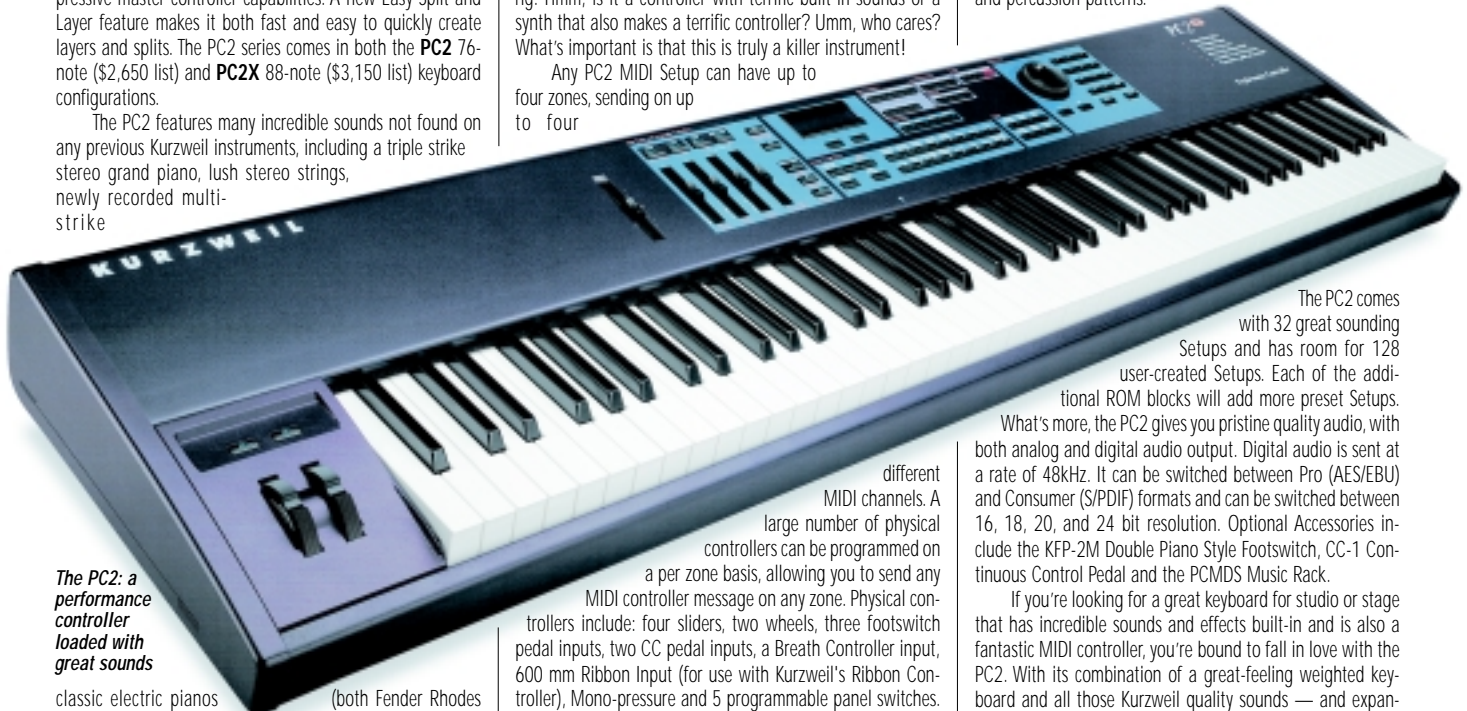 pressive master controller capabilities. A new Easy Split and
Layer feature makes it both fast and easy to quickly create
layers and splits. The PC2 series comes in both the PC2 76-
note ($2,650 list) and PC2X 88-note ($3,150 list) keyboard
configurations.
The PC2 features many incredible sounds not found on
any previous Kurzweil instruments, including a triple strike
stereo grand piano, lush stereo strings,
newly recorded multi-
strike
KURZWEIL
The PC2: a
performance
controller
loaded with
great sounds
classic electric pianos (both Fender Rhodes
rig. Hmm, is it a controller with terrific built-in sounds or a
synth that also makes a terrific controller? Umm, who cares?
What's important is that this is truly a killer instrument!
Any PC2 MIDI Setup can have up to
four zones, sending on up
to four
different
MIDI channels. A
large number of physical
controllers can be programmed on
a per zone basis, allowing you to send any
MIDI controller message on any zone. Physical con-
trollers include: four sliders, two wheels, three footswitch
pedal inputs, two CC pedal inputs, a Breath Controller input,
600 mm Ribbon Input (for use with Kurzweil's Ribbon Con-
troller), Mono-pressure and 5 programmable panel switches.
and percussion patterns.
PC2
The PC2 comes
with 32 great sounding
Setups and has room for 128
user-created Setups. Each of the addi-
tional ROM blocks will add more preset Setups.
What's more, the PC2 gives you pristine quality audio, with
both analog and digital audio output. Digital audio is sent at
a rate of 48kHz. It can be switched between Pro (AES/EBU)
and Consumer (S/PDIF) formats and can be switched between
16, 18, 20, and 24 bit resolution. Optional Accessories in-
clude the KFP-2M Double Piano Style Footswitch, CC-1 Con-
tinuous Control Pedal and the PCMDS Music Rack.
If you're looking for a great keyboard for studio or stage
that has incredible sounds and effects built-in and is also a
fantastic MIDI controller, you're bound to fall in love with the
PC2. With its combination of a great-feeling weighted key-
board and all those Kurzweil quality sounds — and expan-